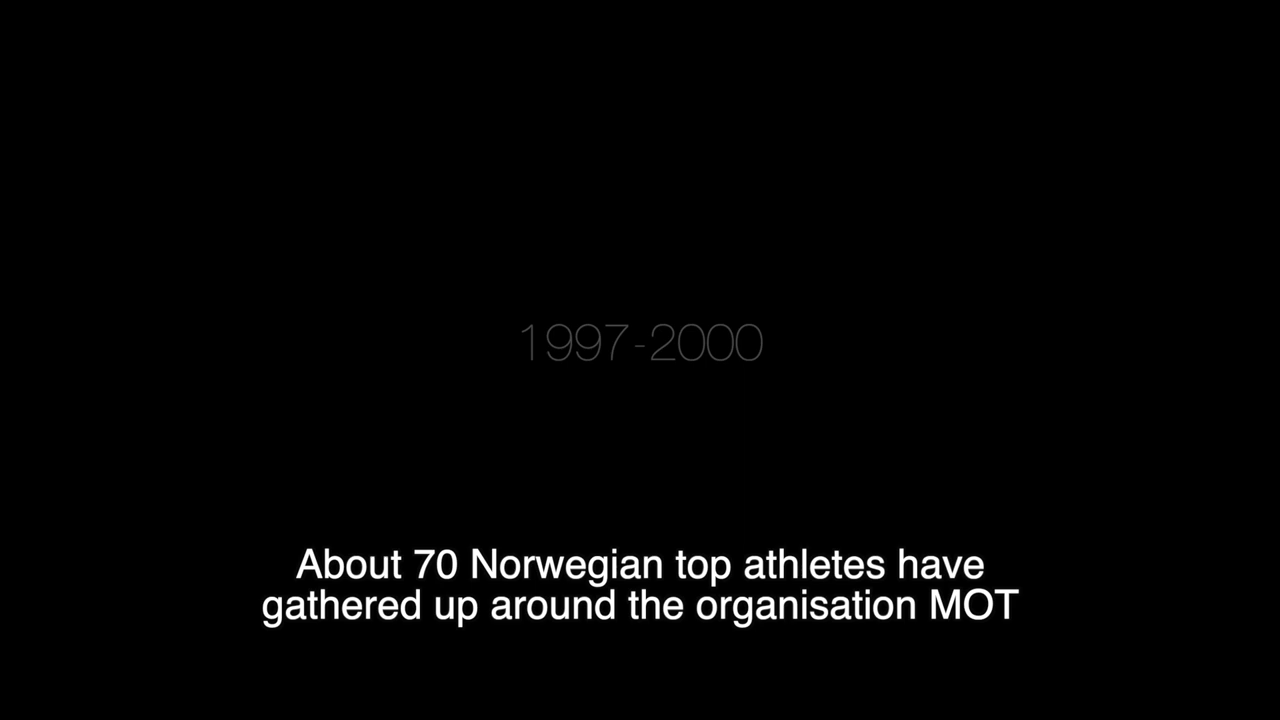 1997-2000
About 70 Norwegian top athletes have
gathered up around the organisation MOT